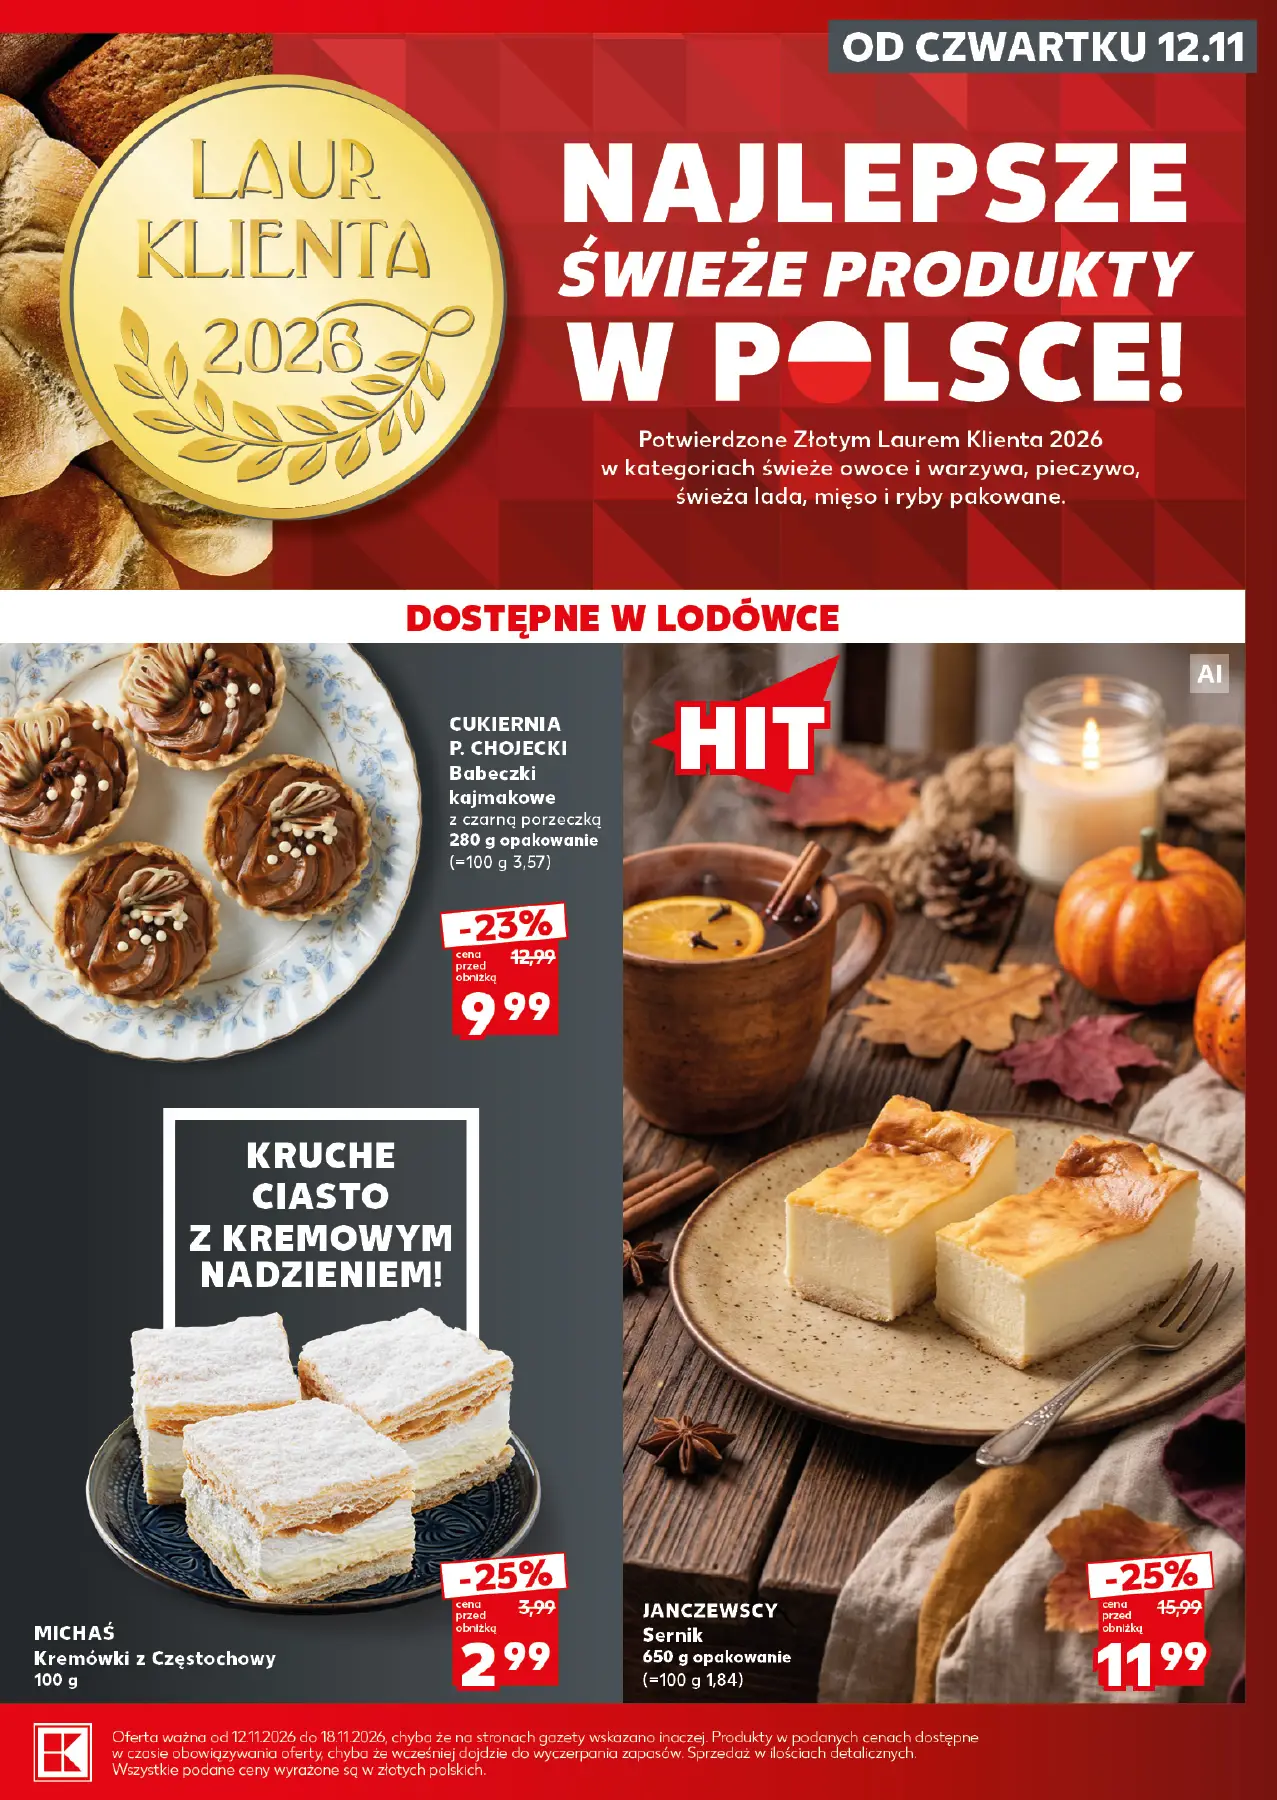 OD CZWARTKU 12.11
LAUR
KLIENTA
2026
NAJLEPSZE
ŚWIEŻE PRODUKTY
W POLSCE!
Potwierdzone Złotym Laurem Klienta 2026
w kategoriach świeże owoce i warzywa, pieczywo,
świeża lada, mięso i ryby pakowane.
DOSTĘPNE W LODÓWCE
CUKIERNIA
P. CHOJECKI
Babeczki
kajmakowe
z czarną porzeczką
280 g opakowanie
(=100 g 3,57)
-23%
cena
przed
obniżką
12,99
9 99
HIT
AI
KRUCHE
CIASTO
Z KREMOWYM
NADZIENIEM!
MICHAŚ
Kremówki z Częstochowy
100 g
-25%
cena
przed
obniżką
3,99
2 99
JANCZEWSCY
Sernik
650 g opakowanie
(=100 g 1,84)
-25%
cena
przed
obniżką
15,99
11 99
Oferta ważna od 12.11.2026 do 18.11.2026, chyba że na stronach gazety wskazano inaczej. Produkty w podanych cenach dostępne
w czasie obowiązywania oferty, chyba że wcześniej dojdzie do wyczerpania zapasów. Sprzedaż w ilościach detalicznych.
Wszystkie podane ceny wyrażone są w złotych polskich.